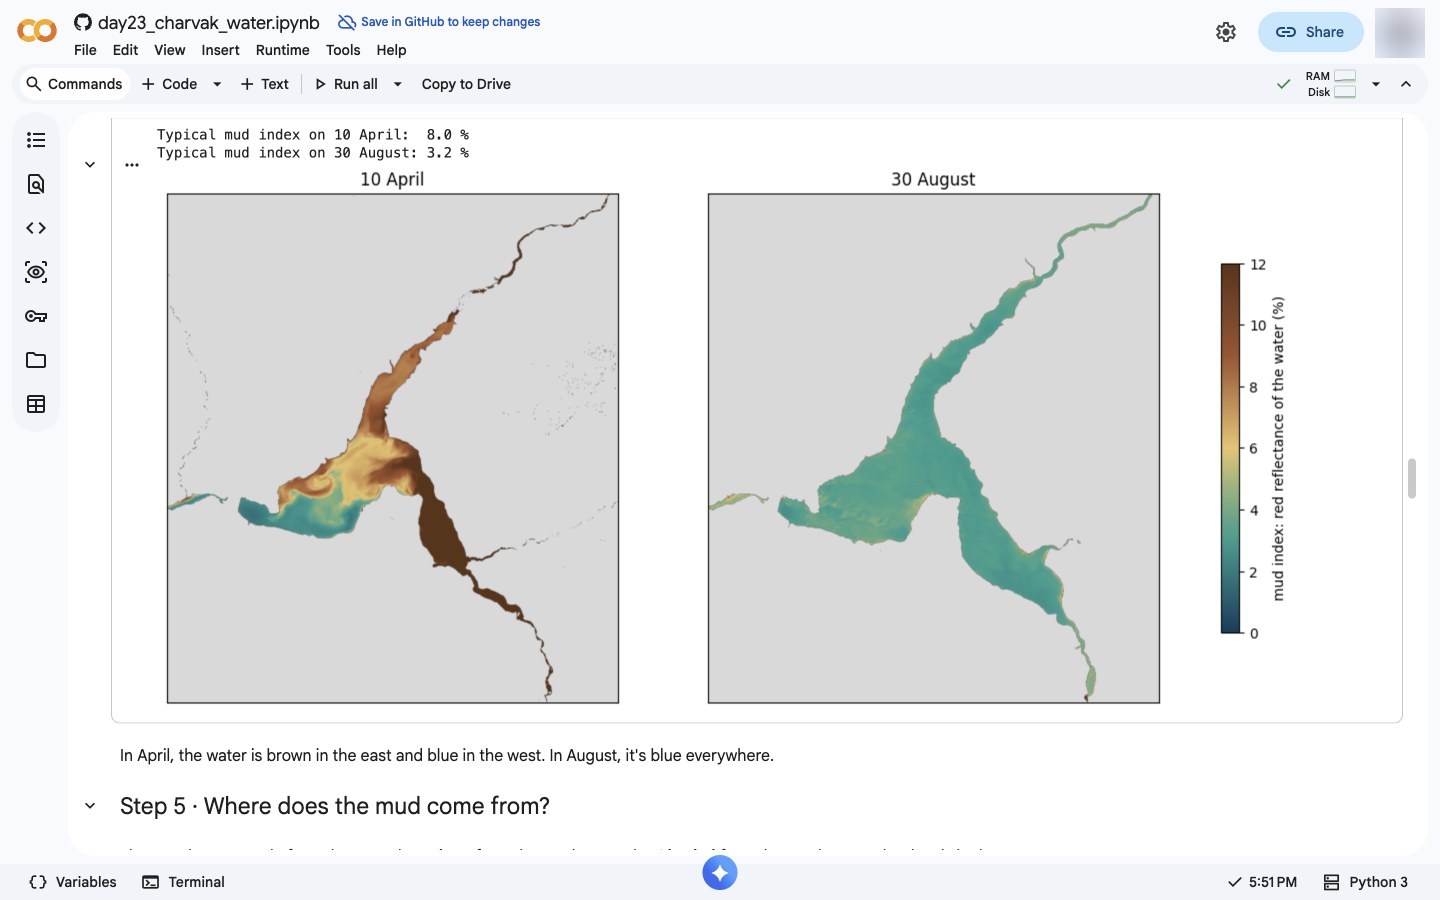 day23_charvak_water.ipynb
Save in GitHub to keep changes
File Edit View Insert Runtime Tools Help
Share
Commands + Code + Text Run all Copy to Drive
RAM
Disk
Typical mud index on 10 April: 8.0 %
Typical mud index on 30 August: 3.2 %
10 April
30 August
12
10
8
6
4
2
0
mud index: red reflectance of the water (%)
In April, the water is brown in the east and blue in the west. In August, it's blue everywhere.
Step 5 · Where does the mud come from?
Variables
Terminal
5:51 PM
Python 3